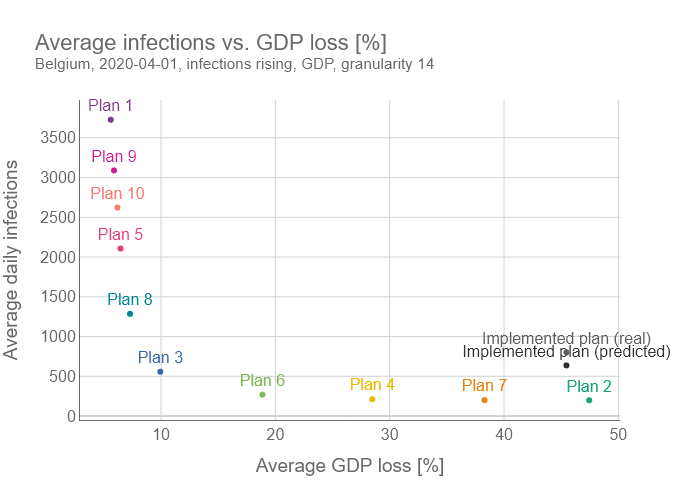 Average infections vs. GDP loss [%]
Belgium, 2020-04-01, infections rising, GDP, granularity 14
Average daily infections
3500
3000
2500
2000
1500
1000
500
0
Plan 1
Plan 9
Plan 10
Plan 5
Plan 8
Plan 3
Plan 6
Plan 4
Plan 7
Implemented plan (real)
Implemented plan (predicted)
Plan 2
10
20
30
40
50
Average GDP loss [%]